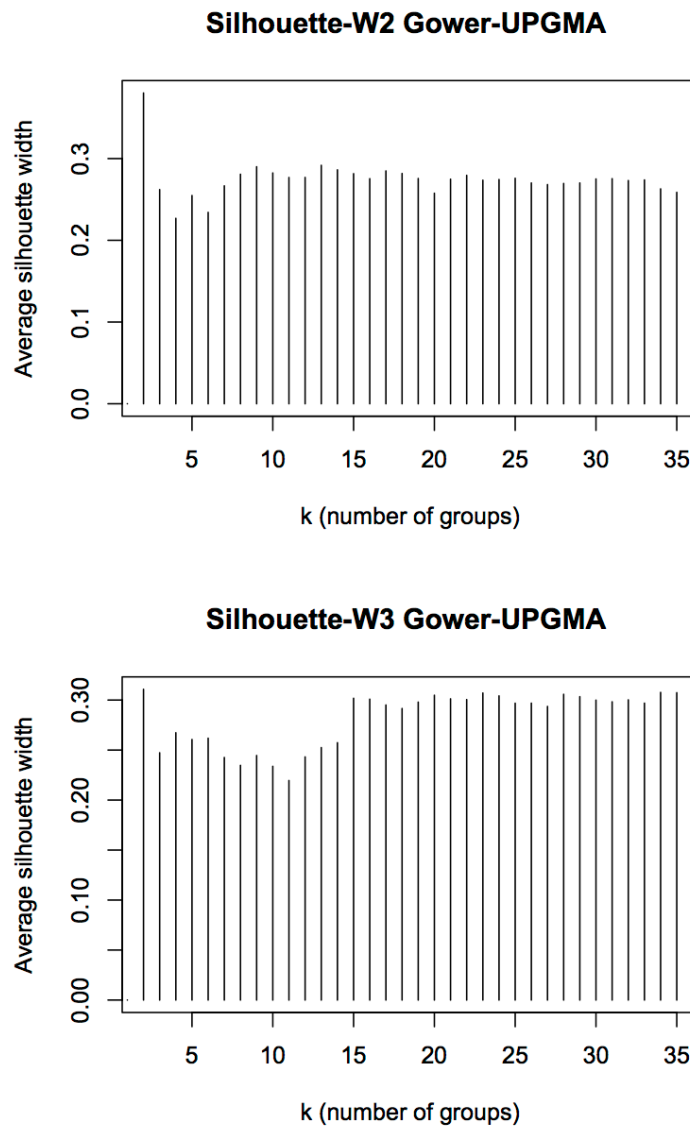 Silhouette-W2 Gower-UPGMA
Average silhouette width
0.3
0.2
0.1
0.0
5 10 15 20 25 30 35
k (number of groups)
Silhouette-W3 Gower-UPGMA
Average silhouette width
0.30
0.20
0.10
0.00
5 10 15 20 25 30 35
k (number of groups)